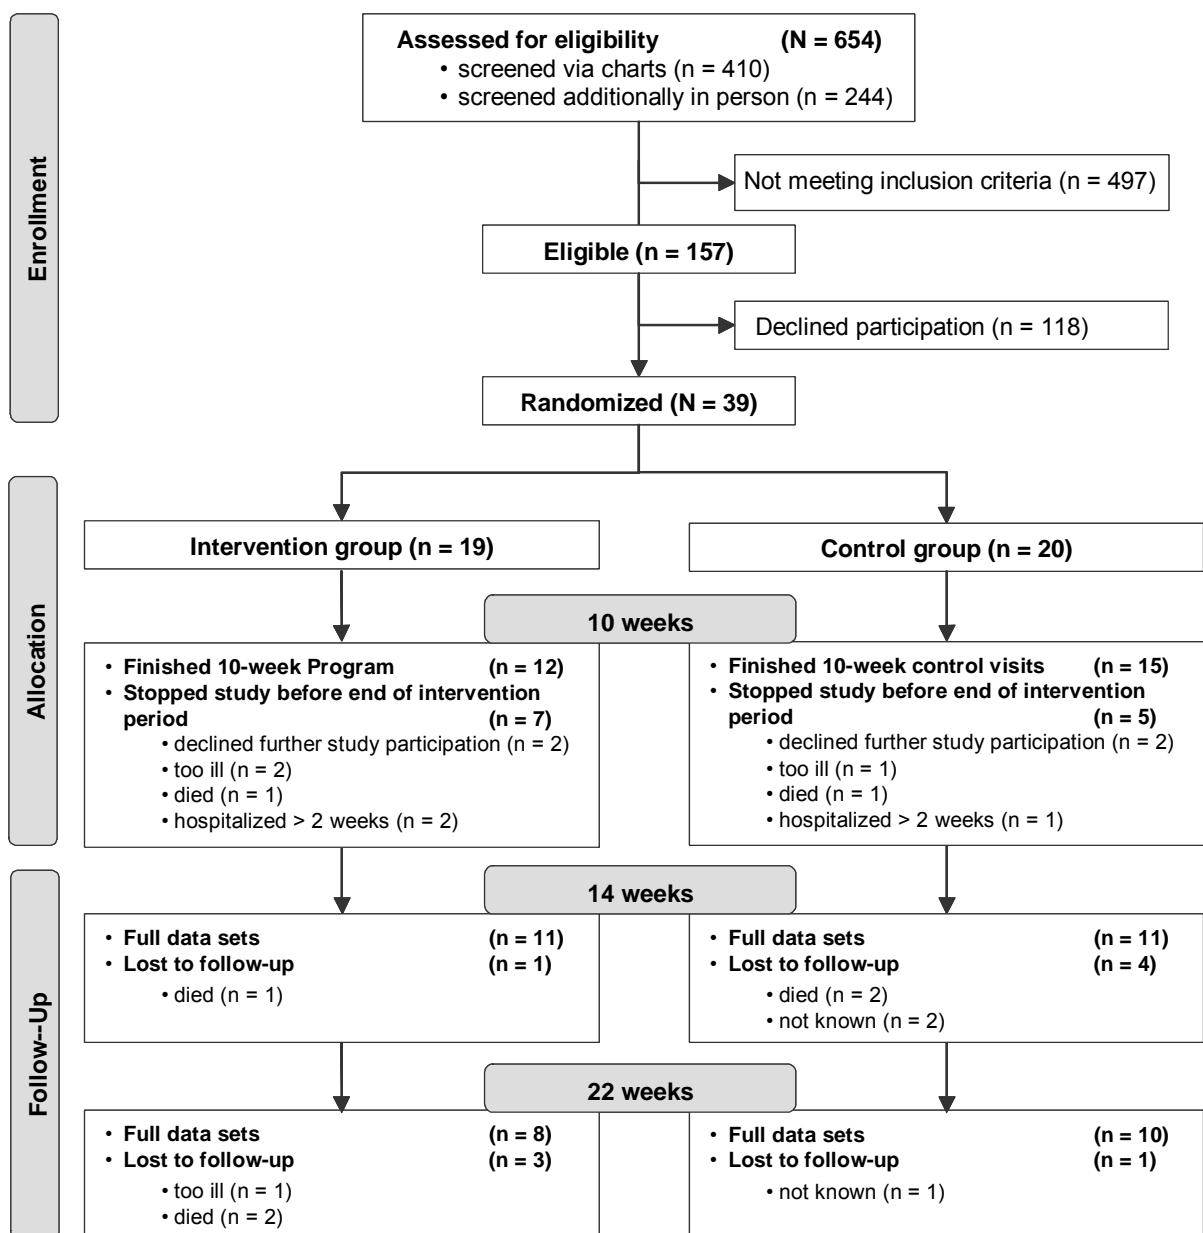 Enrollment
Assessed for eligibility (N = 654)
• screened via charts (n = 410)
• screened additionally in person (n = 244)
Not meeting inclusion criteria (n = 497)
Eligible (n = 157)
Declined participation (n = 118)
Randomized (N = 39)
Allocation
Intervention group (n = 19)
Control group (n = 20)
10 weeks
• Finished 10-week Program (n = 12)
• Stopped study before end of intervention
period (n = 7)
• declined further study participation (n = 2)
• too ill (n = 2)
• died (n = 1)
• hospitalized > 2 weeks (n = 2)
• Finished 10-week control visits (n = 15)
• Stopped study before end of intervention
period (n = 5)
• declined further study participation (n = 2)
• too ill (n = 1)
• died (n = 1)
• hospitalized > 2 weeks (n = 1)
Follow--Up
14 weeks
• Full data sets (n = 11)
• Lost to follow-up (n = 1)
• died (n = 1)
• Full data sets (n = 11)
• Lost to follow-up (n = 4)
• died (n = 2)
• not known (n = 2)
22 weeks
• Full data sets (n = 8)
• Lost to follow-up (n = 3)
• too ill (n = 1)
• died (n = 2)
• Full data sets (n = 10)
• Lost to follow-up (n = 1)
• not known (n = 1)